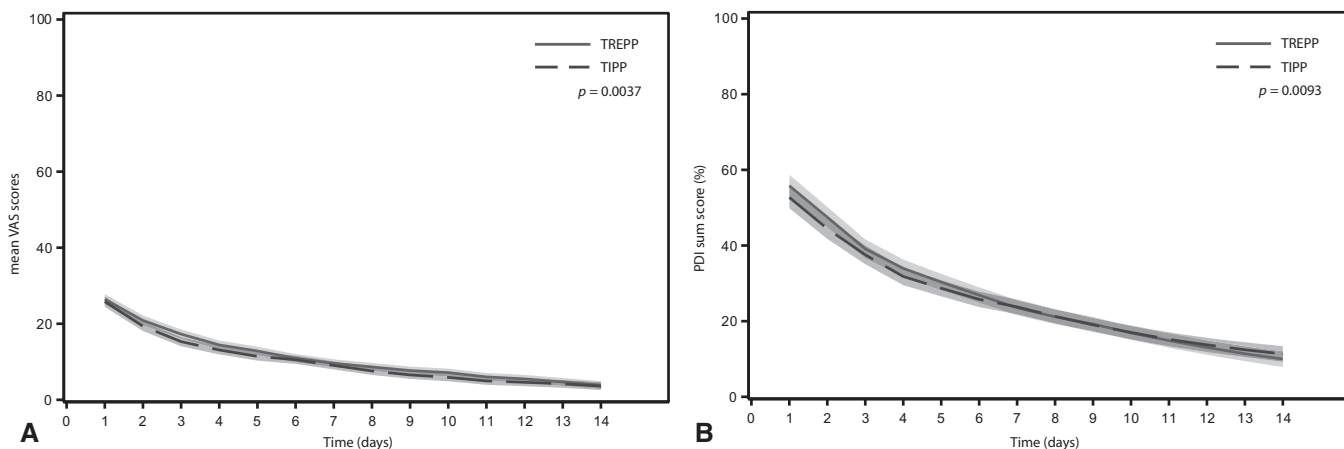 100
80
60
40
20
0
mean VAS scores
TREPP
TIPP
p = 0.0037
0 1 2 3 4 5 6 7 8 9 10 11 12 13 14
Time (days)
A
100
80
60
40
20
0
PDI sum score (%)
TREPP
TIPP
p = 0.0093
0 1 2 3 4 5 6 7 8 9 10 11 12 13 14
Time (days)
B